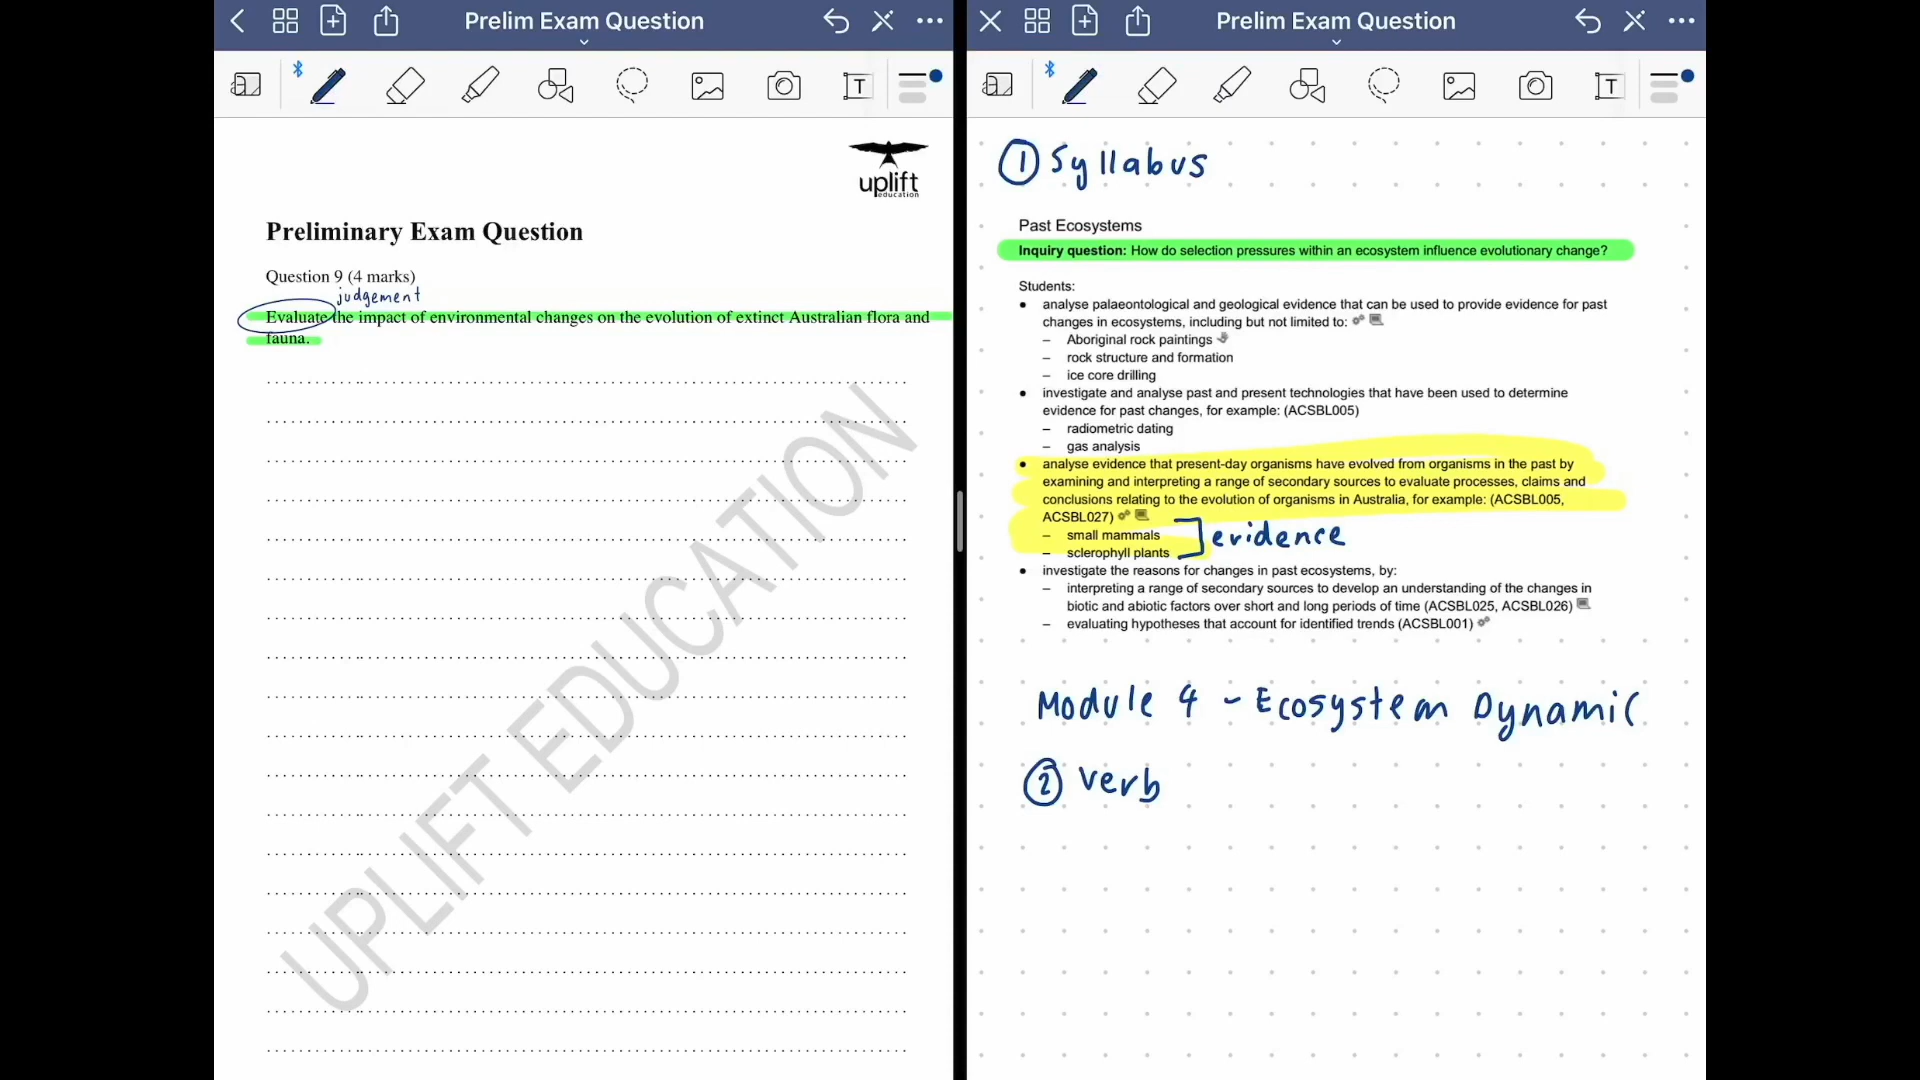 Prelim Exam Question
uplift
education
Preliminary Exam Question
Question 9 (4 marks)
judgement
Evaluate the impact of environmental changes on the evolution of extinct Australian flora and
fauna.
UPLIFT EDUCATION
Prelim Exam Question
① Syllabus
Past Ecosystems
Inquiry question: How do selection pressures within an ecosystem influence evolutionary change?
Students:
• analyse palaeontological and geological evidence that can be used to provide evidence for past
changes in ecosystems, including but not limited to:
– Aboriginal rock paintings
– rock structure and formation
– ice core drilling
• investigate and analyse past and present technologies that have been used to determine
evidence for past changes, for example: (ACSBL005)
– radiometric dating
– gas analysis
• analyse evidence that present-day organisms have evolved from organisms in the past by
examining and interpreting a range of secondary sources to evaluate processes, claims and
conclusions relating to the evolution of organisms in Australia, for example: (ACSBL005,
ACSBL027)
– small mammals
– sclerophyll plants
evidence
• investigate the reasons for changes in past ecosystems, by:
– interpreting a range of secondary sources to develop an understanding of the changes in
biotic and abiotic factors over short and long periods of time (ACSBL025, ACSBL026)
– evaluating hypotheses that account for identified trends (ACSBL001)
Module 4 - Ecosystem Dynamic
② Verb